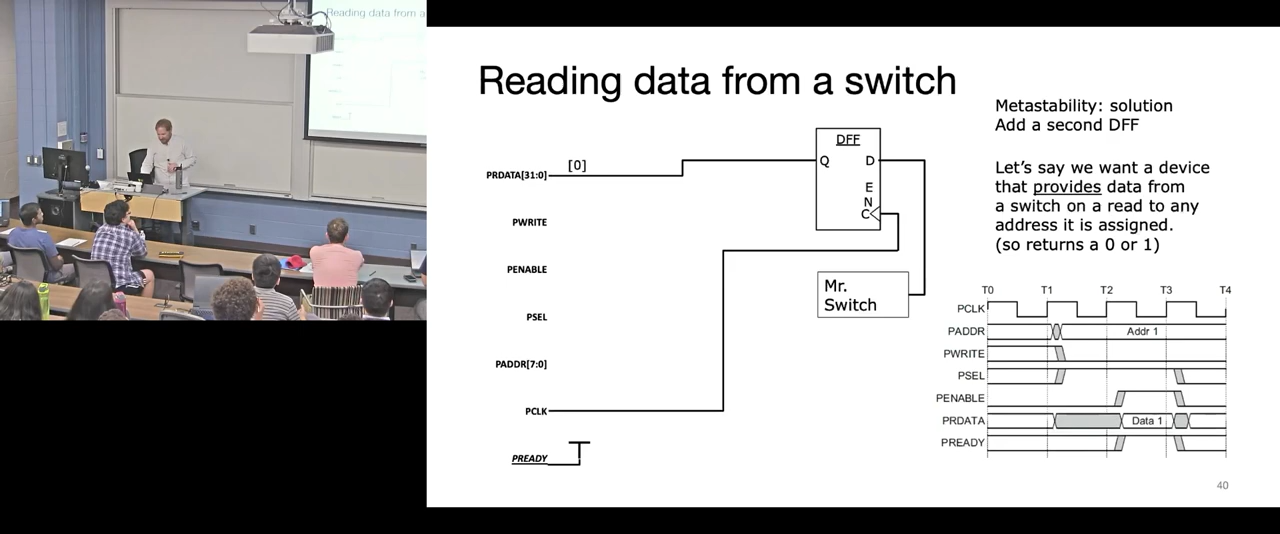 Reading data from a
Reading data from a switch
Metastability: solution
Add a second DFF
Let's say we want a device
that provides data from
a switch on a read to any
address it is assigned.
(so returns a 0 or 1)
PRDATA[31:0]
[0]
PWRITE
PENABLE
PSEL
PADDR[7:0]
PCLK
PREADY
DFF
Q D
E
N
C
Mr.
Switch
T0 T1 T2 T3 T4
PCLK
PADDR Addr 1
PWRITE
PSEL
PENABLE
PRDATA Data 1
PREADY
40